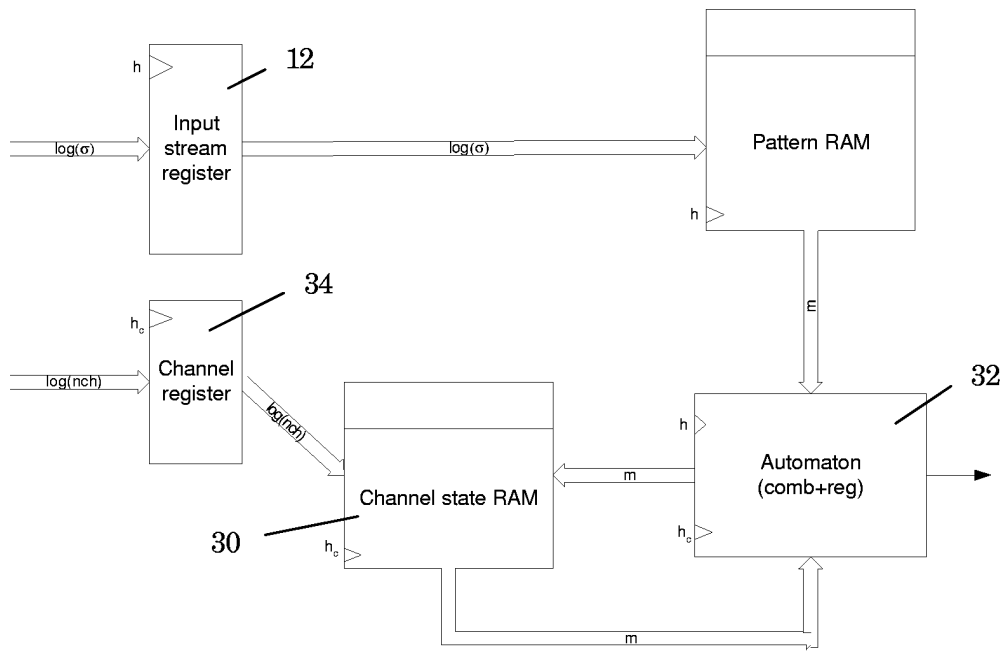 12
h
Input
stream
register
log(σ)
log(σ)
Pattern RAM
h
34
h_c
Channel
register
log(nch)
log(nch)
m
32
h
Automaton
(comb+reg)
m
Channel state RAM
30
h_c
h_c
m